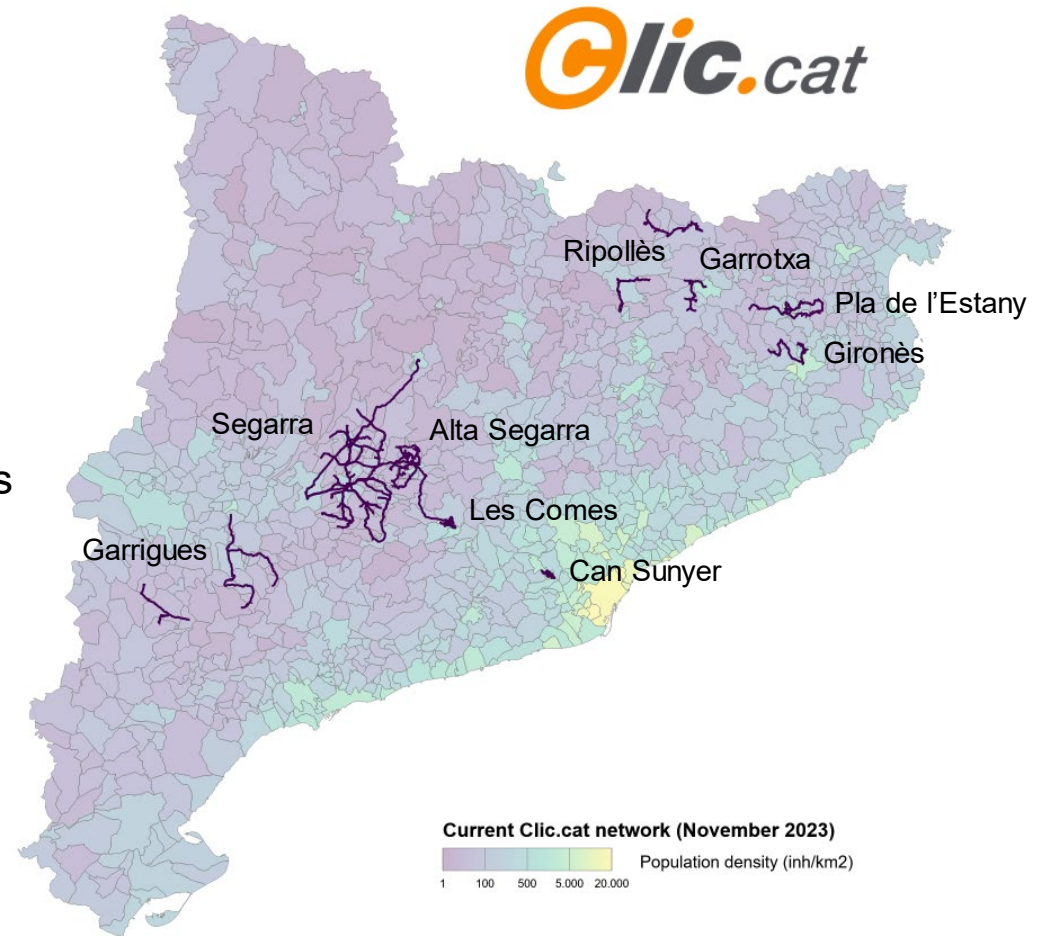 Clic.cat
Ripollès
Garrotxa
Pla de l’Estany
Gironès
Segarra
Alta Segarra
s
Les Comes
Garrigues
Can Sunyer
Current Clic.cat network (November 2023)
Population density (inh/km2)
1 100 500 5.000 20.000